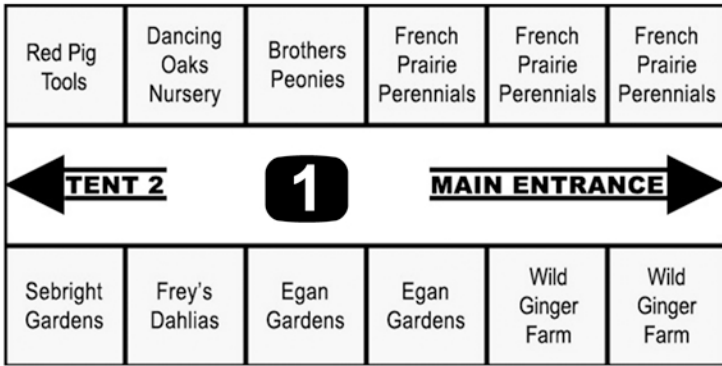 Red Pig
Tools
Dancing
Oaks
Nursery
Brothers
Peonies
French
Prairie
Perennials
French
Prairie
Perennials
French
Prairie
Perennials
TENT 2
1
MAIN ENTRANCE
Sebright
Gardens
Frey's
Dahlias
Egan
Gardens
Egan
Gardens
Wild
Ginger
Farm
Wild
Ginger
Farm